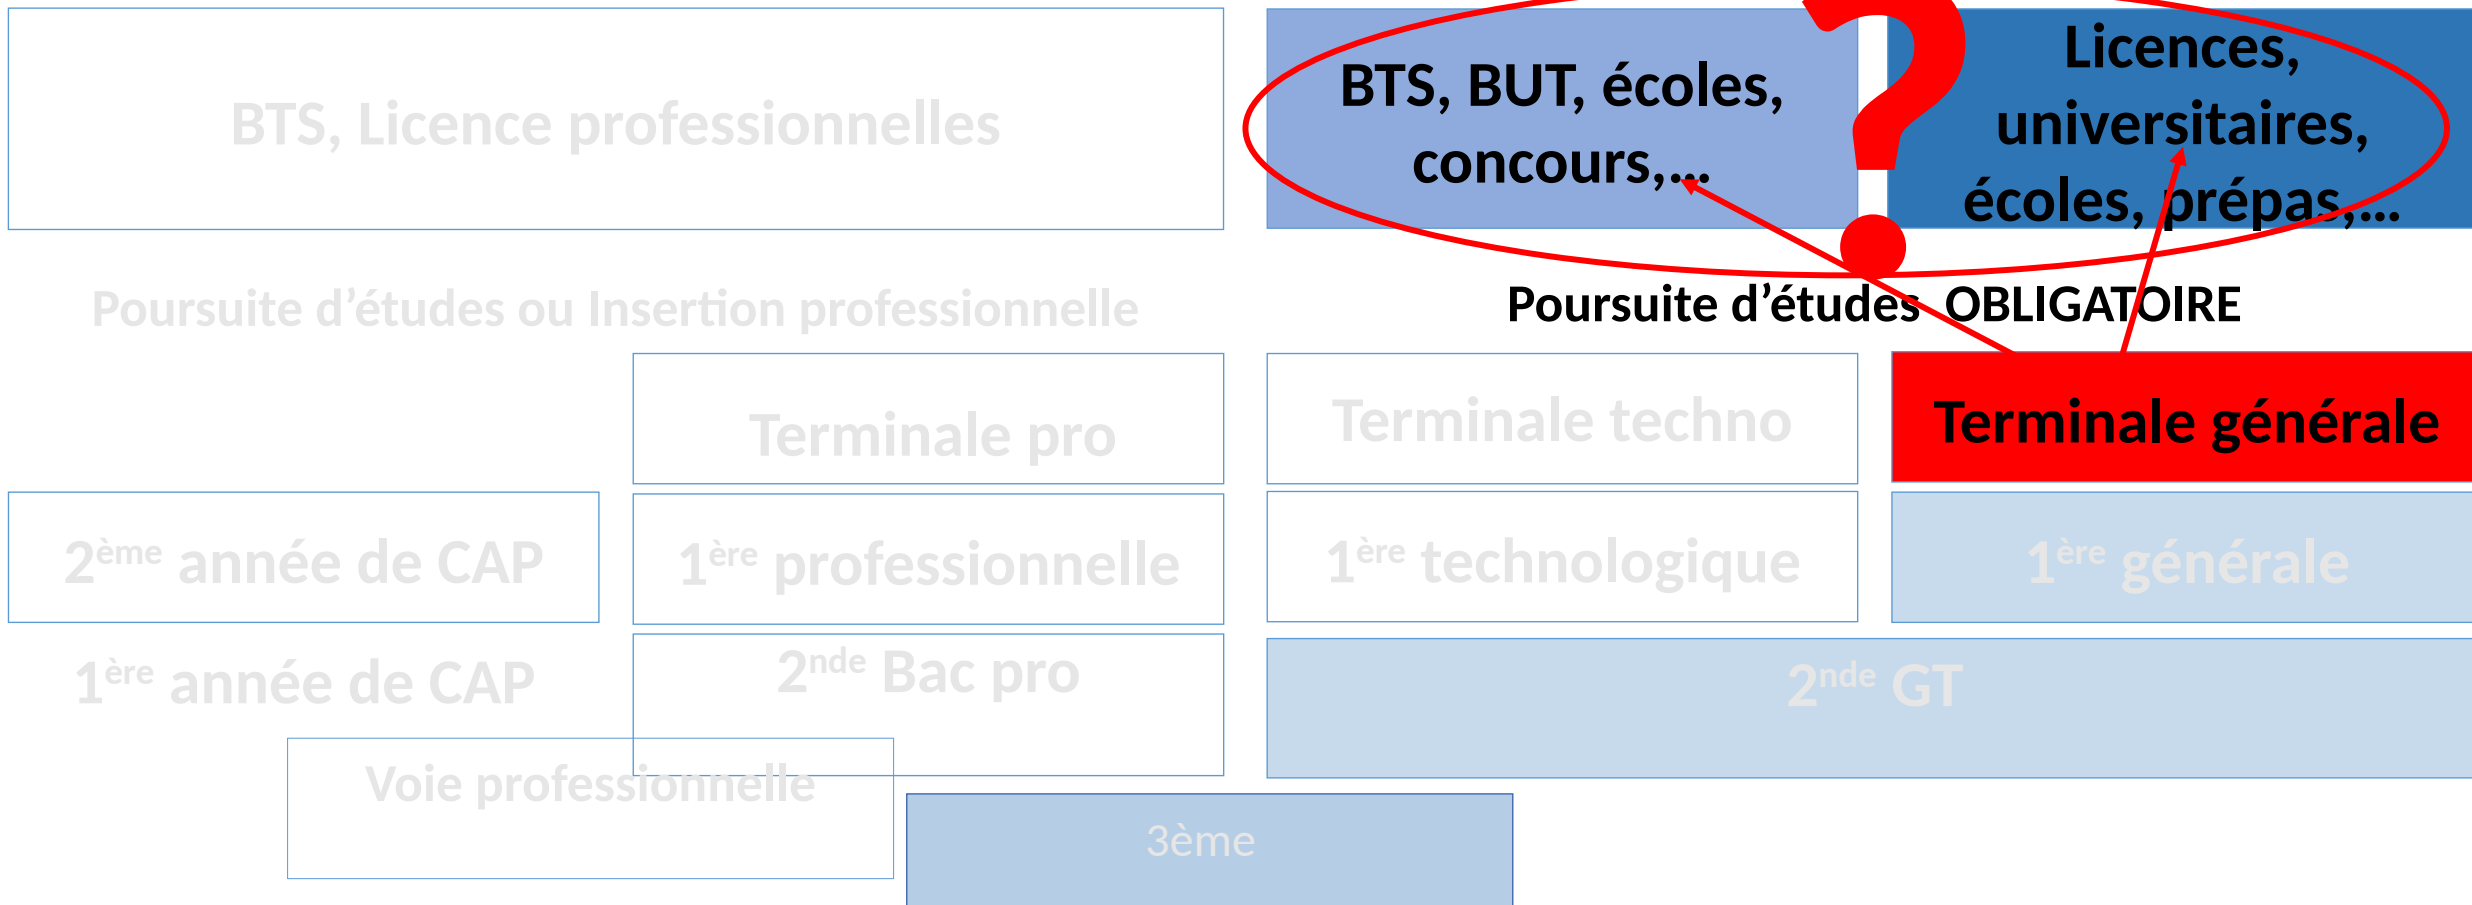 BTS, Licence professionnelles
BTS, BUT, écoles,
concours,...
?
Licences,
universitaires,
écoles, prépas,...
Poursuite d’études ou Insertion professionnelle
Poursuite d’études OBLIGATOIRE
Terminale pro
Terminale techno
Terminale générale
2ème année de CAP
1ère professionnelle
1ère technologique
1ère générale
1ère année de CAP
2nde Bac pro
2nde GT
Voie professionnelle
3ème